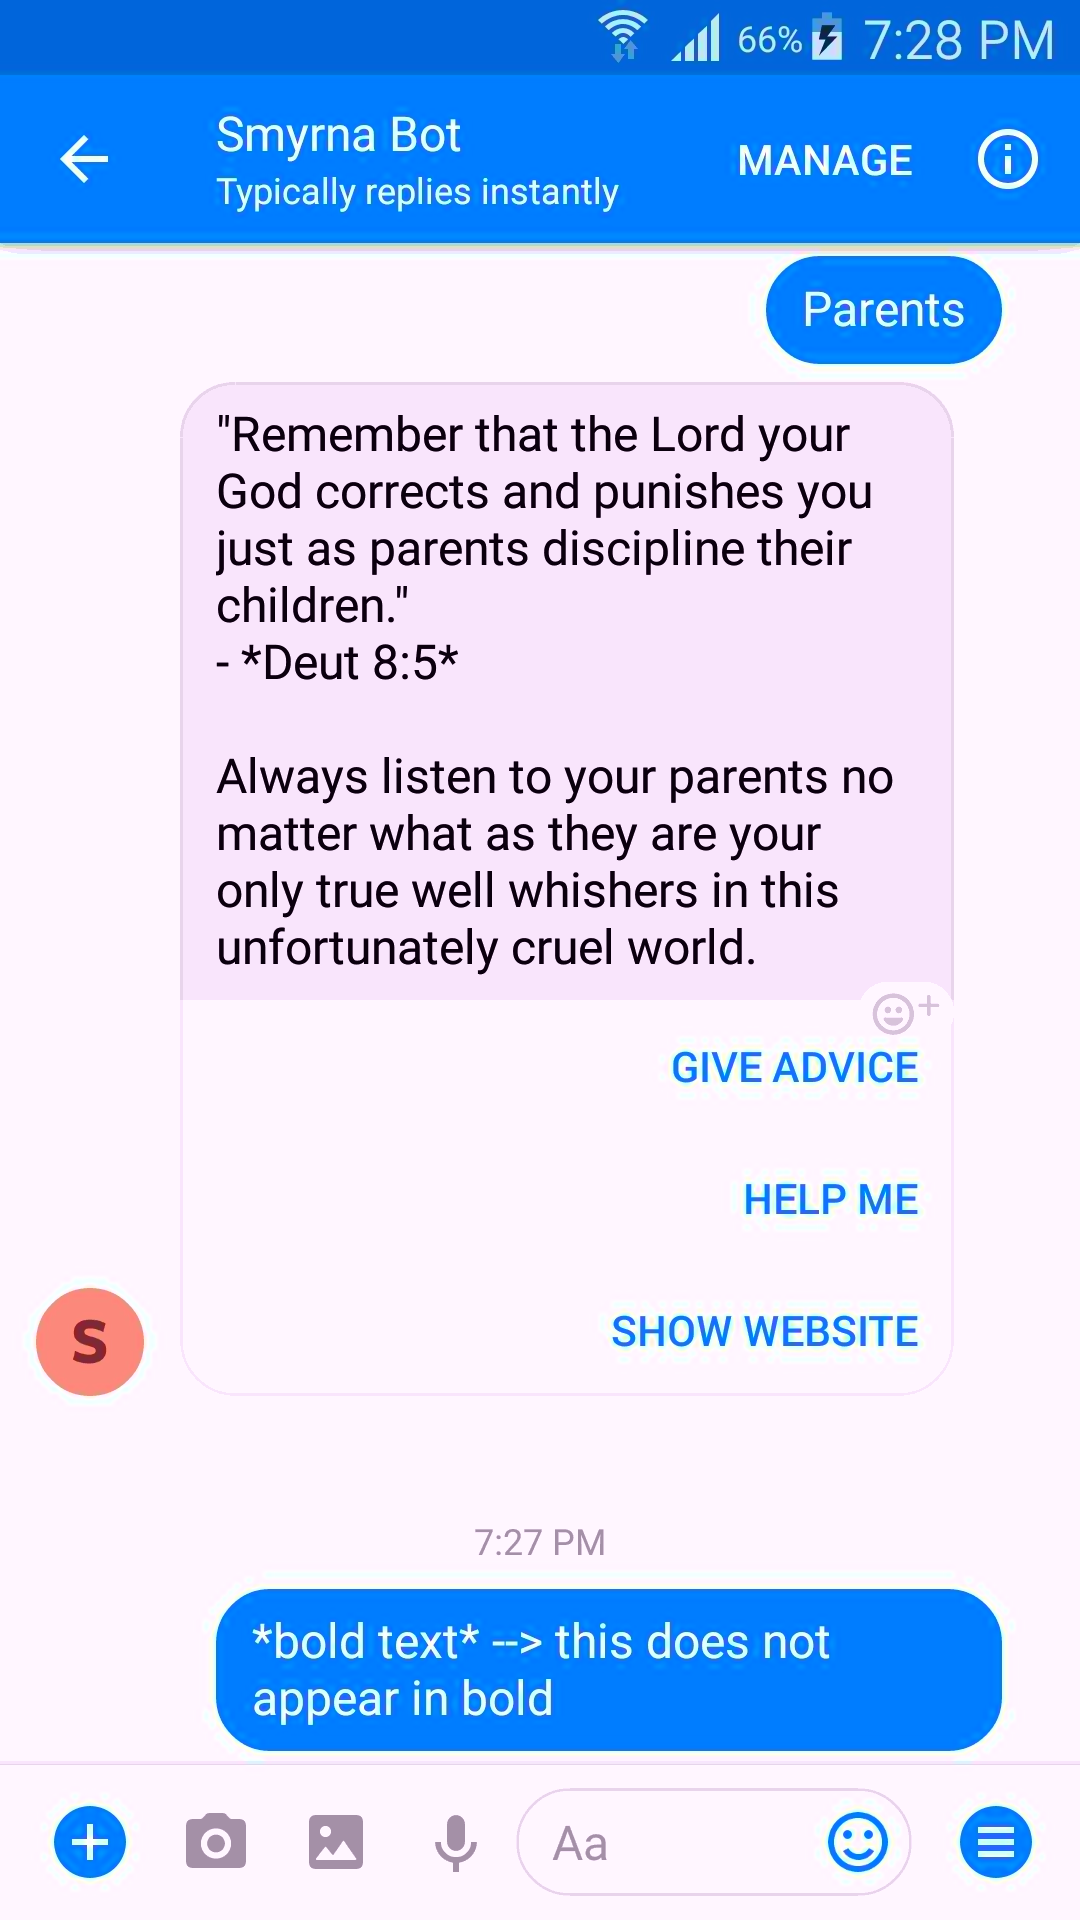 66% 7:28 PM
Smyrna Bot
Typically replies instantly
MANAGE
Parents
"Remember that the Lord your
God corrects and punishes you
just as parents discipline their
children."
- *Deut 8:5*
Always listen to your parents no
matter what as they are your
only true well whishers in this
unfortunately cruel world.
GIVE ADVICE
HELP ME
SHOW WEBSITE
S
7:27 PM
*bold text* --> this does not
appear in bold
Aa